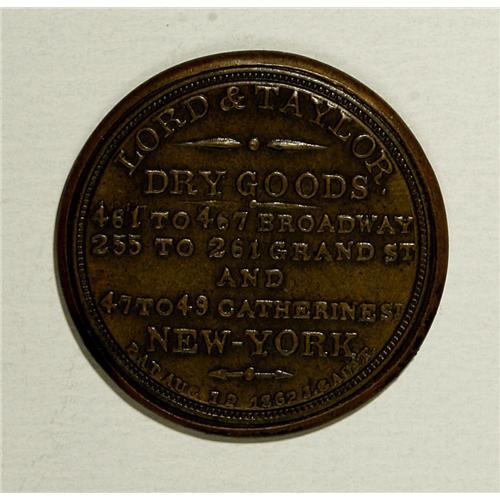 LORD & TAYLOR
DRY GOODS
461 TO 467 BROADWAY
255 TO 261 GRAND ST
AND
47 TO 49 CATHERINE ST
NEW-YORK
PAT AUG. 12 1862 J. GAULT